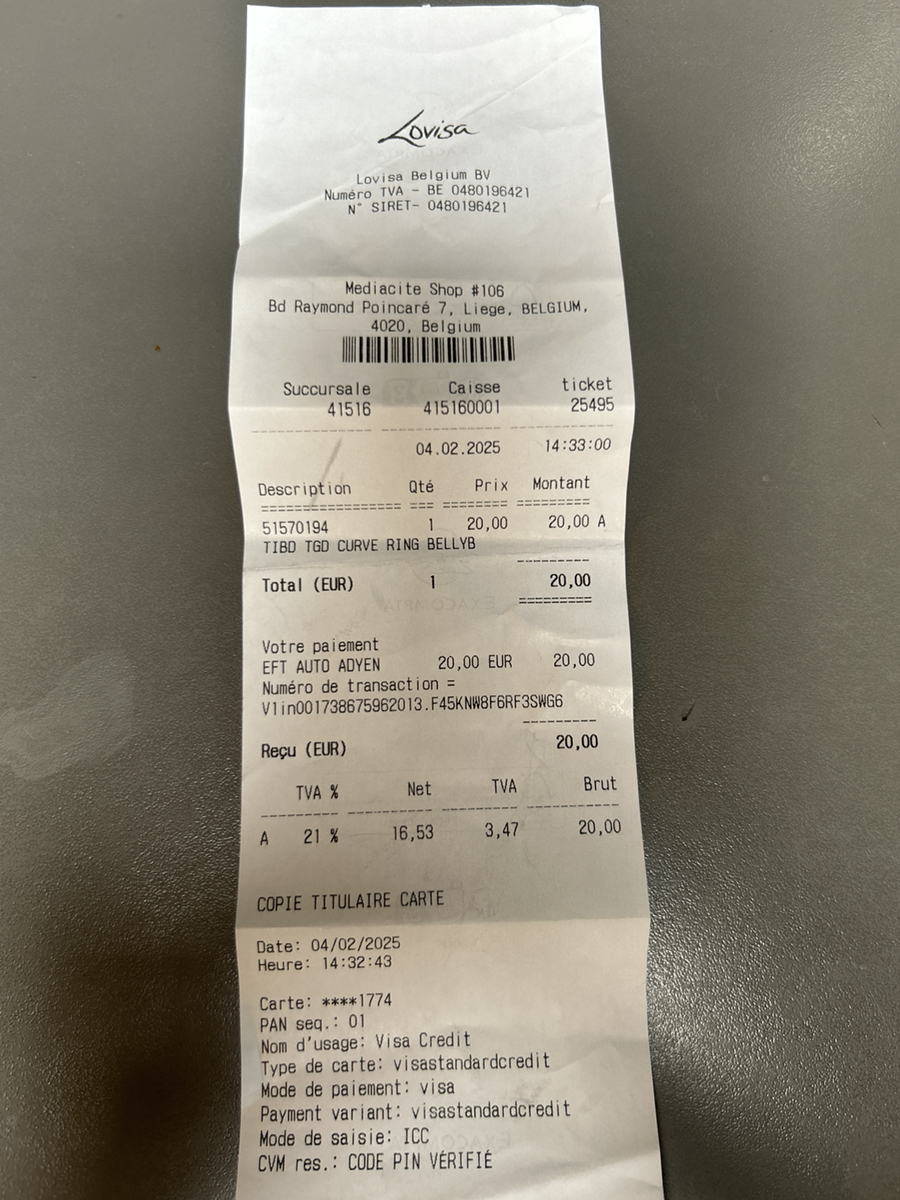 Lovisa
Lovisa Belgium BV
Numéro TVA - BE 0480196421
N° SIRET- 0480196421
Mediacite Shop #106
Bd Raymond Poincaré 7, Liege, BELGIUM,
4020, Belgium
Succursale Caisse ticket
41516 415160001 25495
04.02.2025 14:33:00
Description Qté Prix Montant
51570194 1 20,00 20,00 A
TIBD TGD CURVE RING BELLYB
Total (EUR) 1 20,00
Votre paiement
EFT AUTO ADYEN 20,00 EUR 20,00
Numéro de transaction =
V1in001738675962013.F45KNW8F6RF3SWG6
Reçu (EUR) 20,00
TVA % Net TVA Brut
A 21 % 16,53 3,47 20,00
COPIE TITULAIRE CARTE
Date: 04/02/2025
Heure: 14:32:43
Carte: ****1774
PAN seq.: 01
Nom d'usage: Visa Credit
Type de carte: visastandardcredit
Mode de paiement: visa
Payment variant: visastandardcredit
Mode de saisie: ICC
CVM res.: CODE PIN VÉRIFIÉ